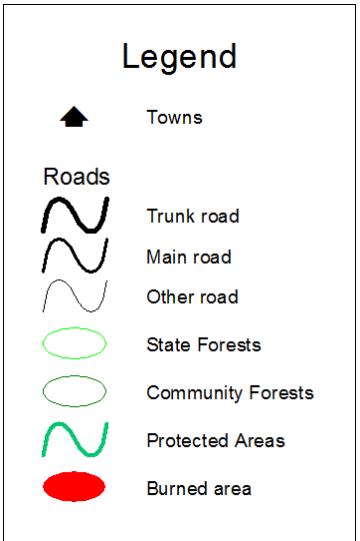 Legend
Towns
Roads
Trunk road
Main road
Other road
State Forests
Community Forests
Protected Areas
Burned area